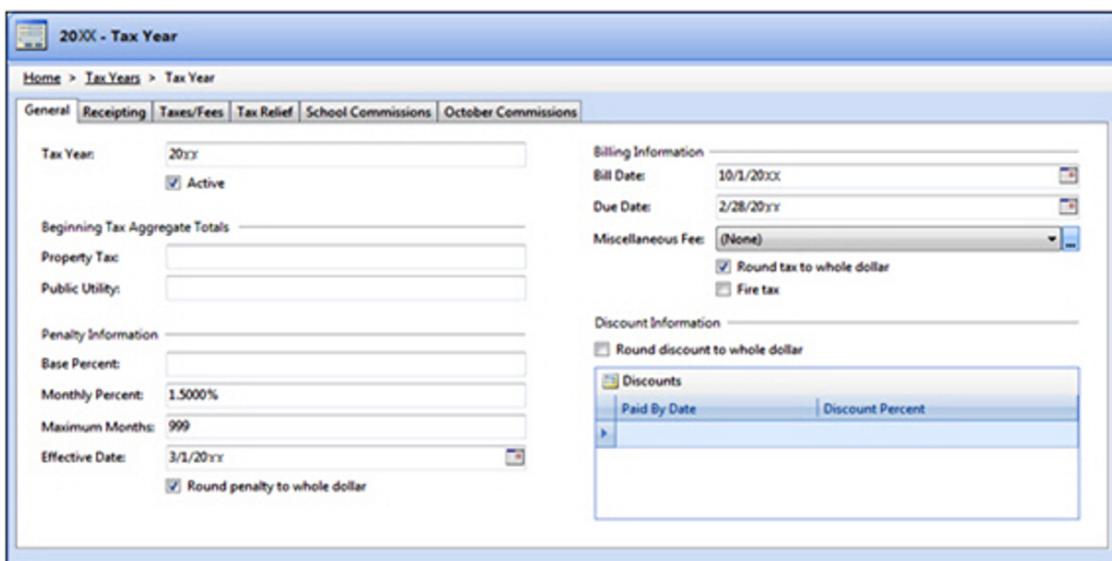 20XX - Tax Year
Home > Tax Years > Tax Year
General Receipting Taxes/Fees Tax Relief School Commissions October Commissions
Tax Year: 20YY
Active
Beginning Tax Aggregate Totals
Property Tax:
Public Utility:
Penalty Information
Base Percent:
Monthly Percent: 1.5000%
Maximum Months: 999
Effective Date: 3/1/20YY
Round penalty to whole dollar
Billing Information
Bill Date: 10/1/20XX
Due Date: 2/28/20YY
Miscellaneous Fee: (None)
...
Round tax to whole dollar
Fire tax
Discount Information
Round discount to whole dollar
Discounts
Paid By Date Discount Percent